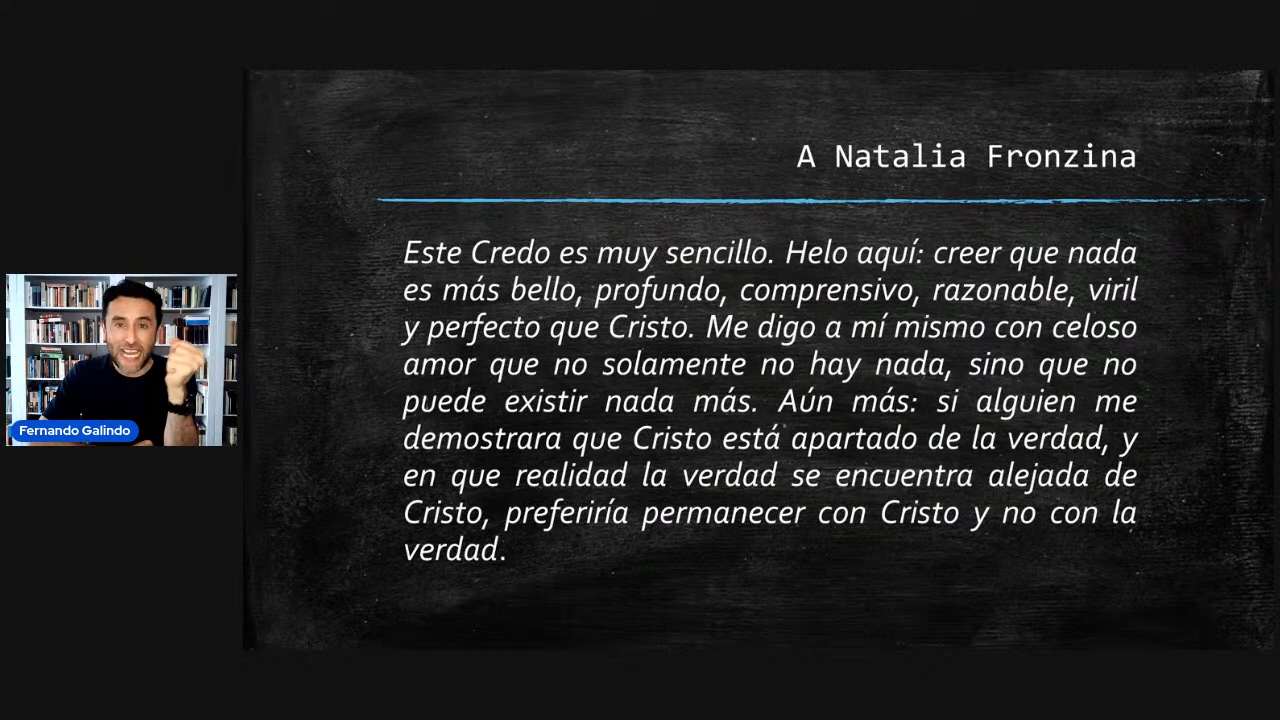 A Natalia Fronzina
Este Credo es muy sencillo. Helo aquí: creer que nada
es más bello, profundo, comprensivo, razonable, viril
y perfecto que Cristo. Me digo a mí mismo con celoso
amor que no solamente no hay nada, sino que no
puede existir nada más. Aún más: si alguien me
demostrara que Cristo está apartado de la verdad, y
en que realidad la verdad se encuentra alejada de
Cristo, preferiría permanecer con Cristo y no con la
verdad.
Fernando Galindo